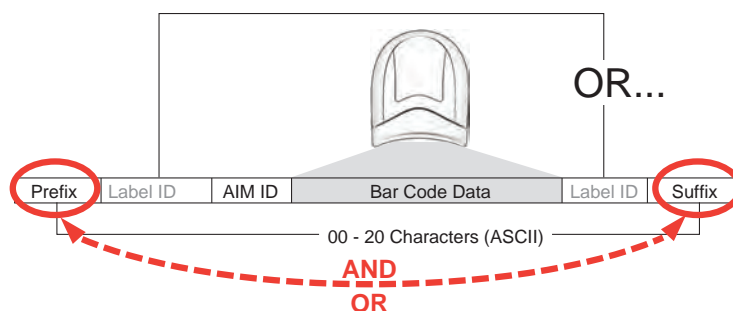 OR...
Prefix Label ID AIM ID Bar Code Data Label ID Suffix
00 - 20 Characters (ASCII)
AND
OR